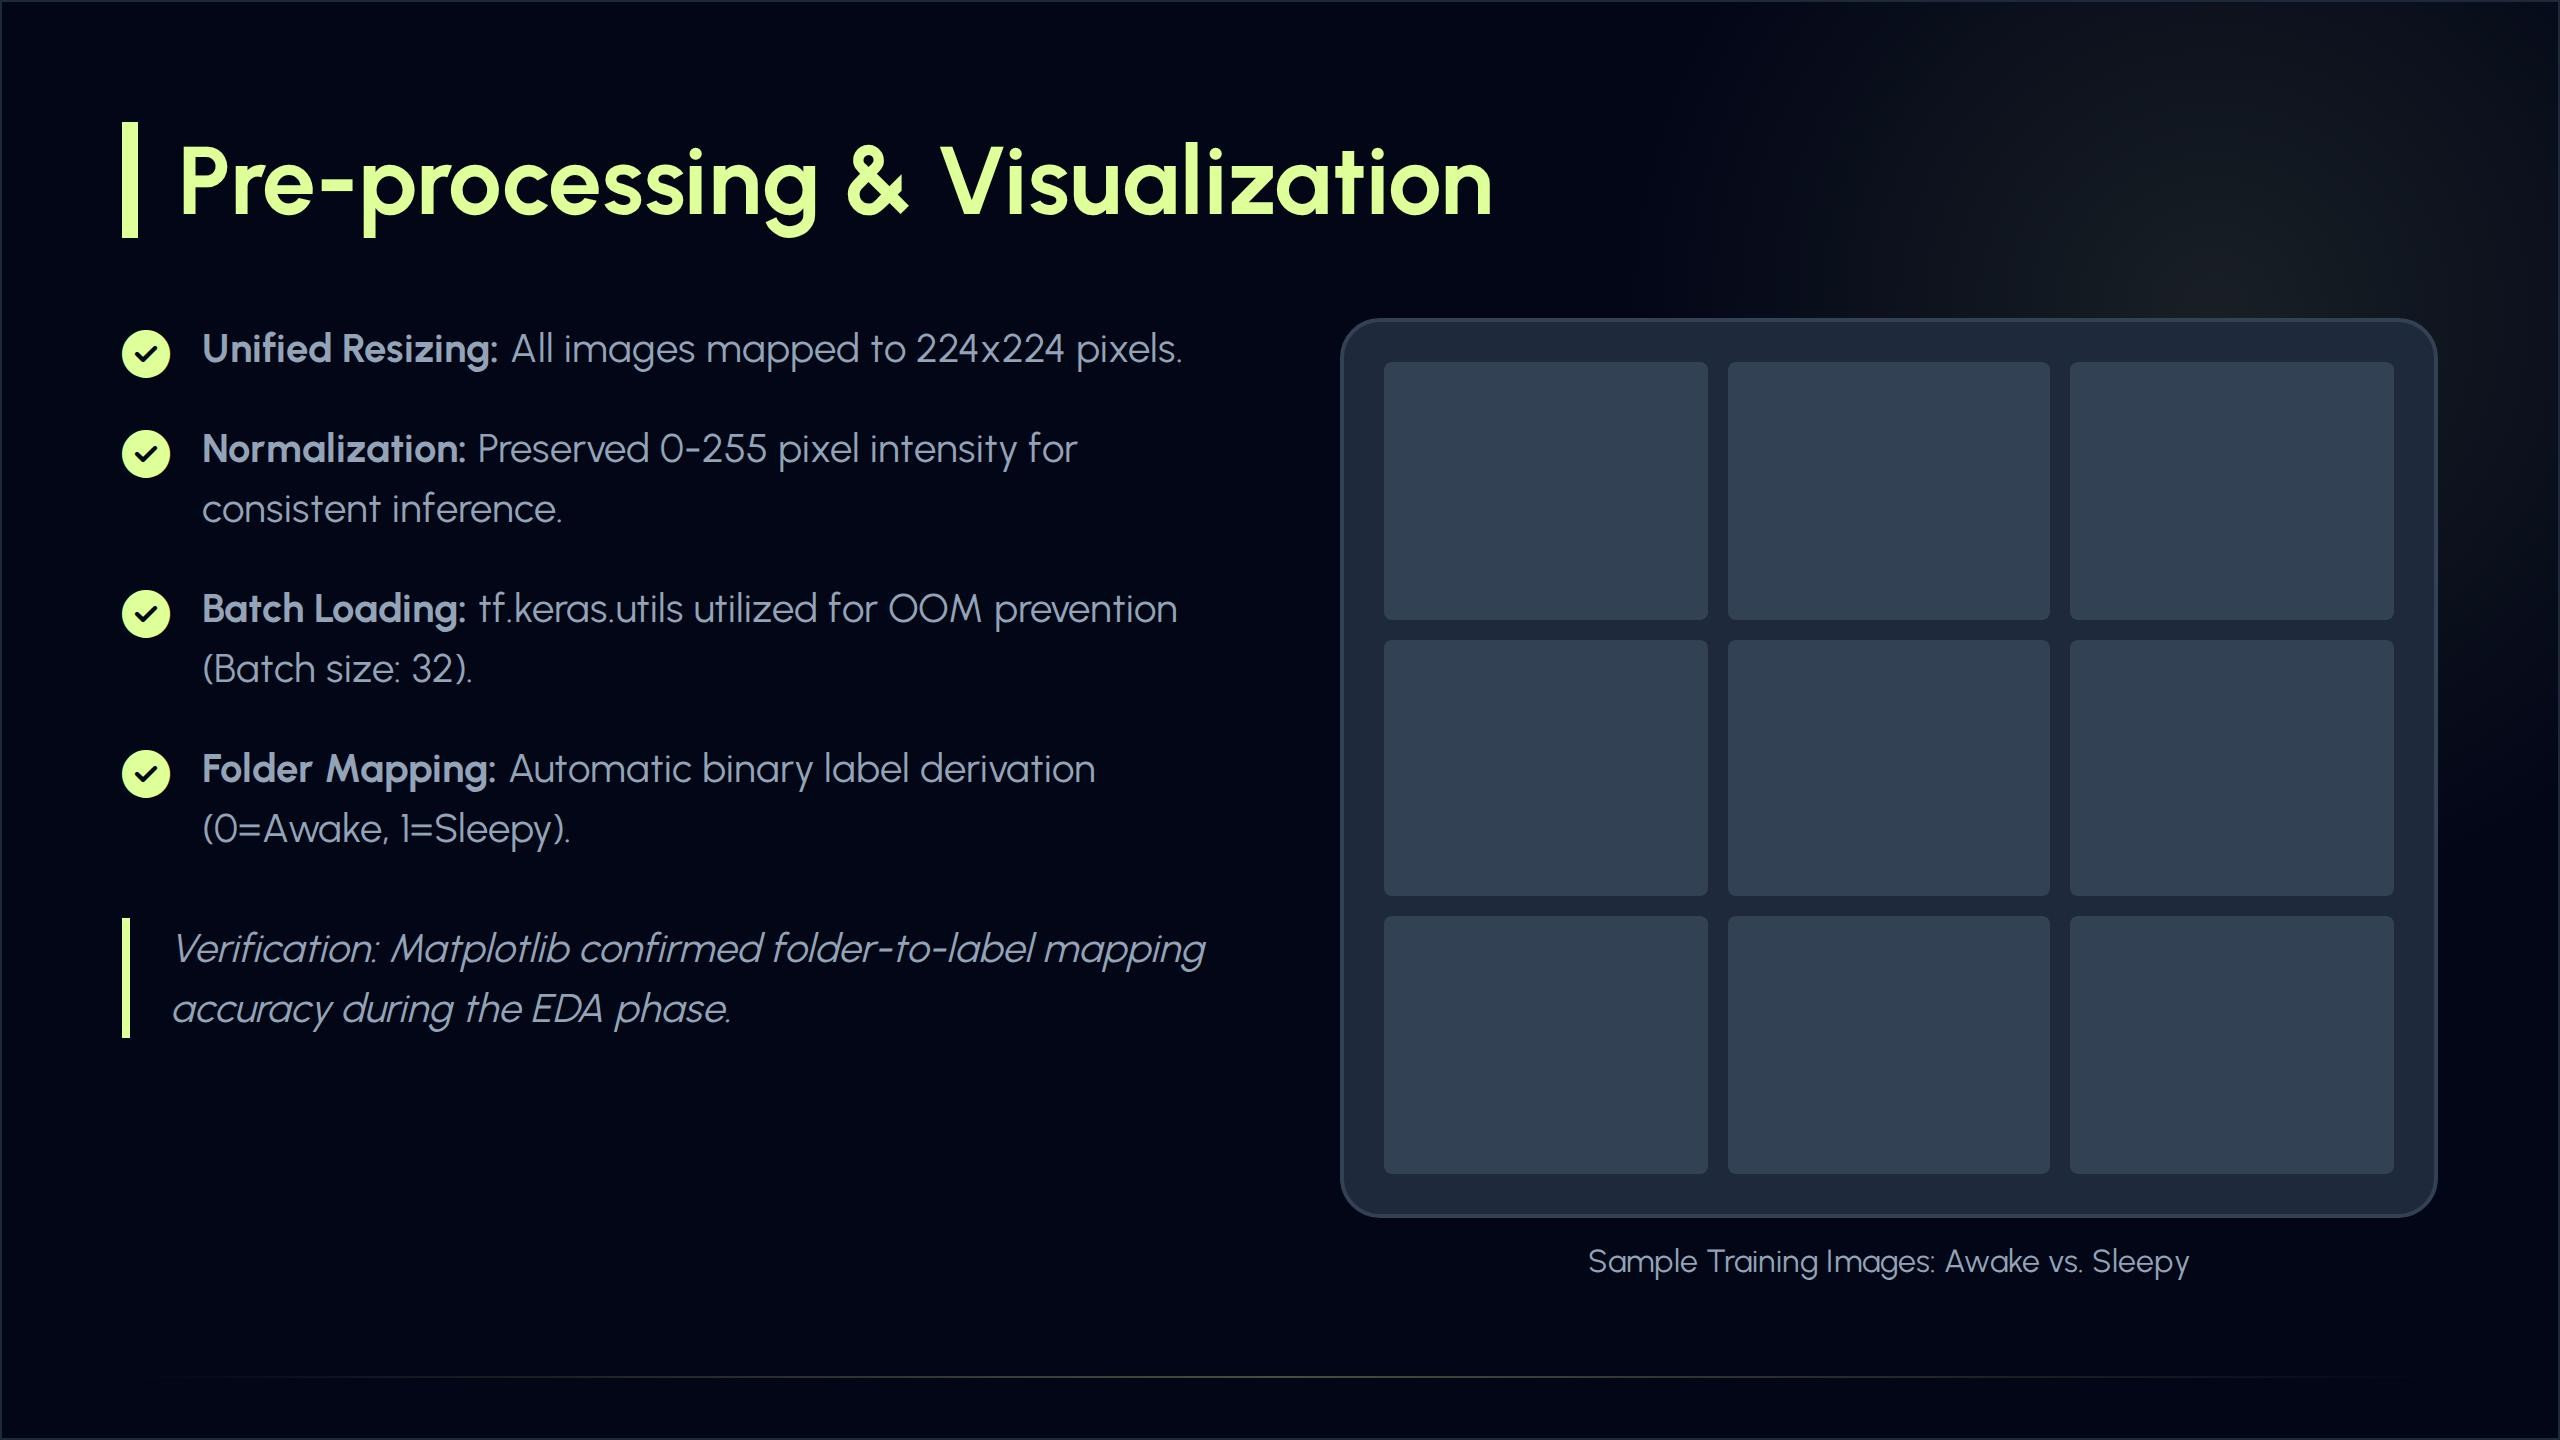 Pre-processing & Visualization
Unified Resizing: All images mapped to 224x224 pixels.
Normalization: Preserved 0-255 pixel intensity for
consistent inference.
Batch Loading: tf.keras.utils utilized for OOM prevention
(Batch size: 32).
Folder Mapping: Automatic binary label derivation
(0=Awake, 1=Sleepy).
Verification: Matplotlib confirmed folder-to-label mapping
accuracy during the EDA phase.
Sample Training Images: Awake vs. Sleepy